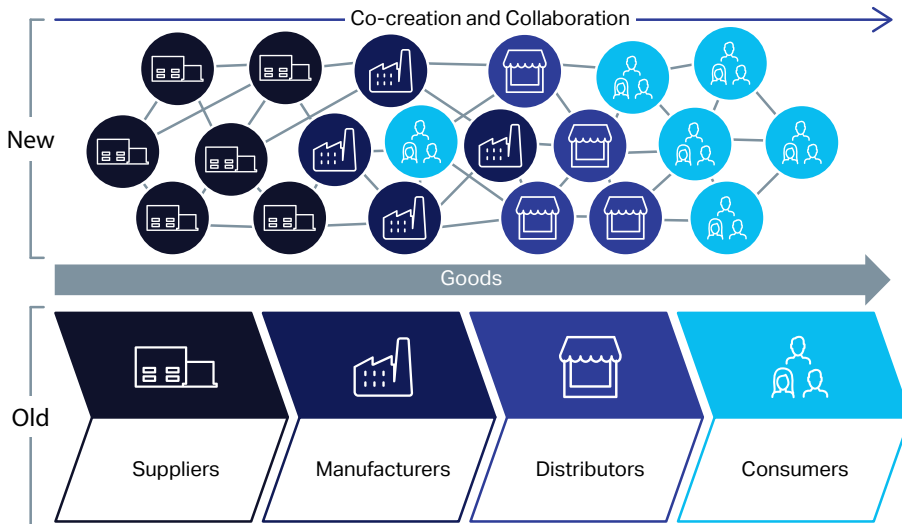 Co-creation and Collaboration
New
Goods
Old
Suppliers
Manufacturers
Distributors
Consumers